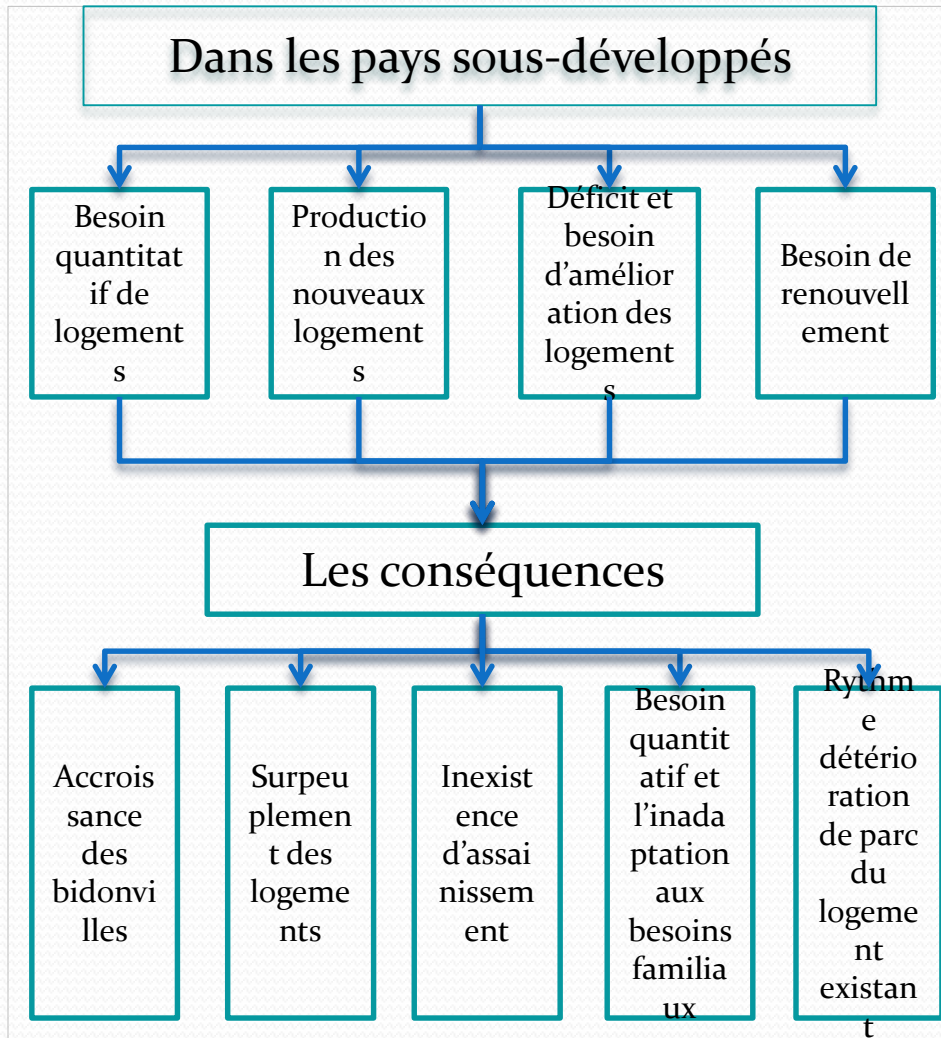 Dans les pays sous-développés
Besoin
quantitat
if de
logement
s
Productio
n des
nouveaux
logement
s
Déficit et
besoin
d’amélior
ation des
logement
s
Besoin de
renouvell
ement
Les conséquences
Accrois
sance
des
bidonvi
lles
Surpeu
plemen
t des
logeme
nts
Inexist
ence
d’assai
nissem
ent
Besoin
quantit
atif et
l’inada
ptation
aux
besoins
familia
ux
Rythm
e
détério
ration
de parc
du
logeme
nt
existan
t